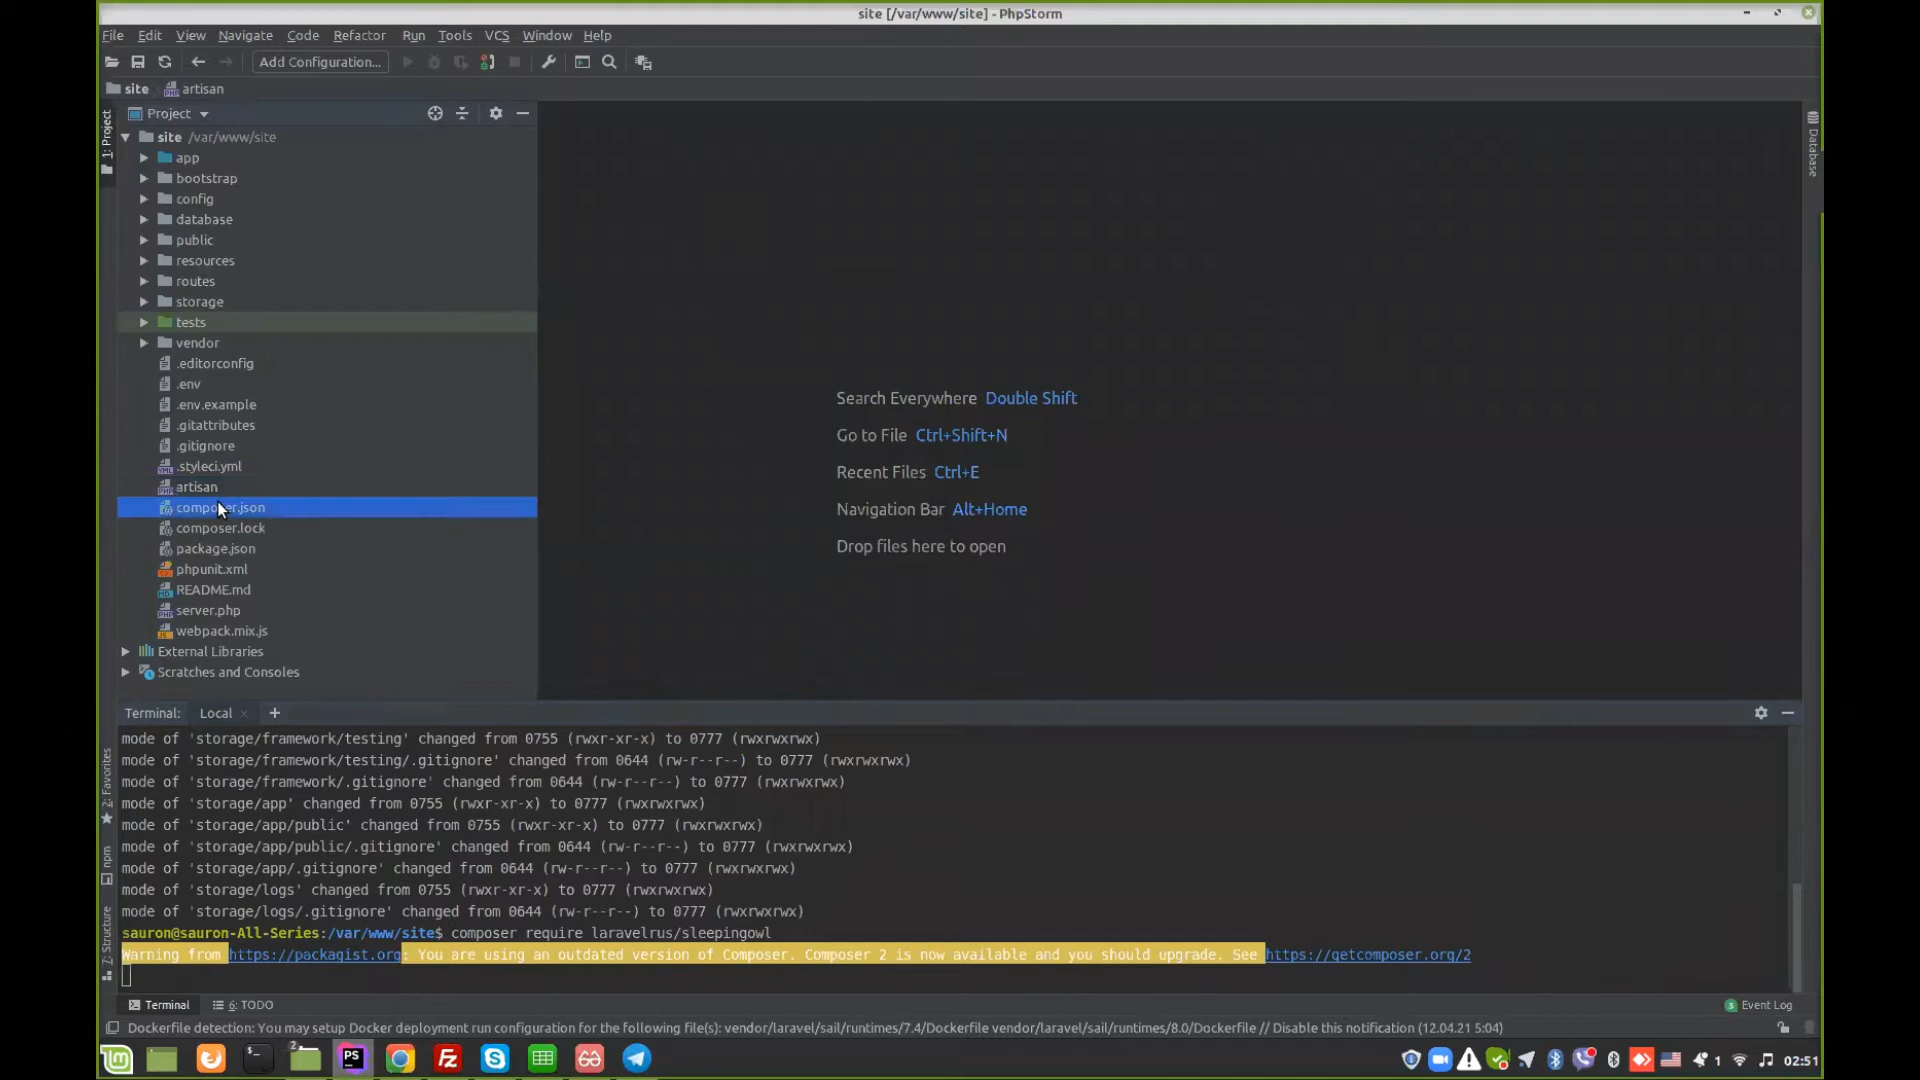 site [/var/www/site] - PhpStorm
File Edit View Navigate Code Refactor Run Tools VCS Window Help
Add Configuration...
site artisan
Project
1: Project
Database
site /var/www/site
app
bootstrap
config
database
public
resources
routes
storage
tests
vendor
.editorconfig
.env
.env.example
.gitattributes
.gitignore
.styleci.yml
artisan
composer.json
composer.lock
package.json
phpunit.xml
README.md
server.php
webpack.mix.js
External Libraries
Scratches and Consoles
Search Everywhere Double Shift
Go to File Ctrl+Shift+N
Recent Files Ctrl+E
Navigation Bar Alt+Home
Drop files here to open
2: Favorites
npm
7: Structure
Terminal: Local × +
mode of 'storage/framework/testing' changed from 0755 (rwxr-xr-x) to 0777 (rwxrwxrwx)
mode of 'storage/framework/testing/.gitignore' changed from 0644 (rw-r--r--) to 0777 (rwxrwxrwx)
mode of 'storage/framework/.gitignore' changed from 0644 (rw-r--r--) to 0777 (rwxrwxrwx)
mode of 'storage/app' changed from 0755 (rwxr-xr-x) to 0777 (rwxrwxrwx)
mode of 'storage/app/public' changed from 0755 (rwxr-xr-x) to 0777 (rwxrwxrwx)
mode of 'storage/app/public/.gitignore' changed from 0644 (rw-r--r--) to 0777 (rwxrwxrwx)
mode of 'storage/app/.gitignore' changed from 0644 (rw-r--r--) to 0777 (rwxrwxrwx)
mode of 'storage/logs' changed from 0755 (rwxr-xr-x) to 0777 (rwxrwxrwx)
mode of 'storage/logs/.gitignore' changed from 0644 (rw-r--r--) to 0777 (rwxrwxrwx)
sauron@sauron-All-Series:/var/www/site$ composer require laravelrus/sleepingowl
Warning from https://packagist.org: You are using an outdated version of Composer. Composer 2 is now available and you should upgrade. See https://getcomposer.org/2
Terminal 6: TODO
3 Event Log
Dockerfile detection: You may setup Docker deployment run configuration for the following file(s): vendor/laravel/sail/runtimes/7.4/Dockerfile vendor/laravel/sail/runtimes/8.0/Dockerfile // Disable this notification (12.04.21 5:04)
2 PS FZ 1 02:51